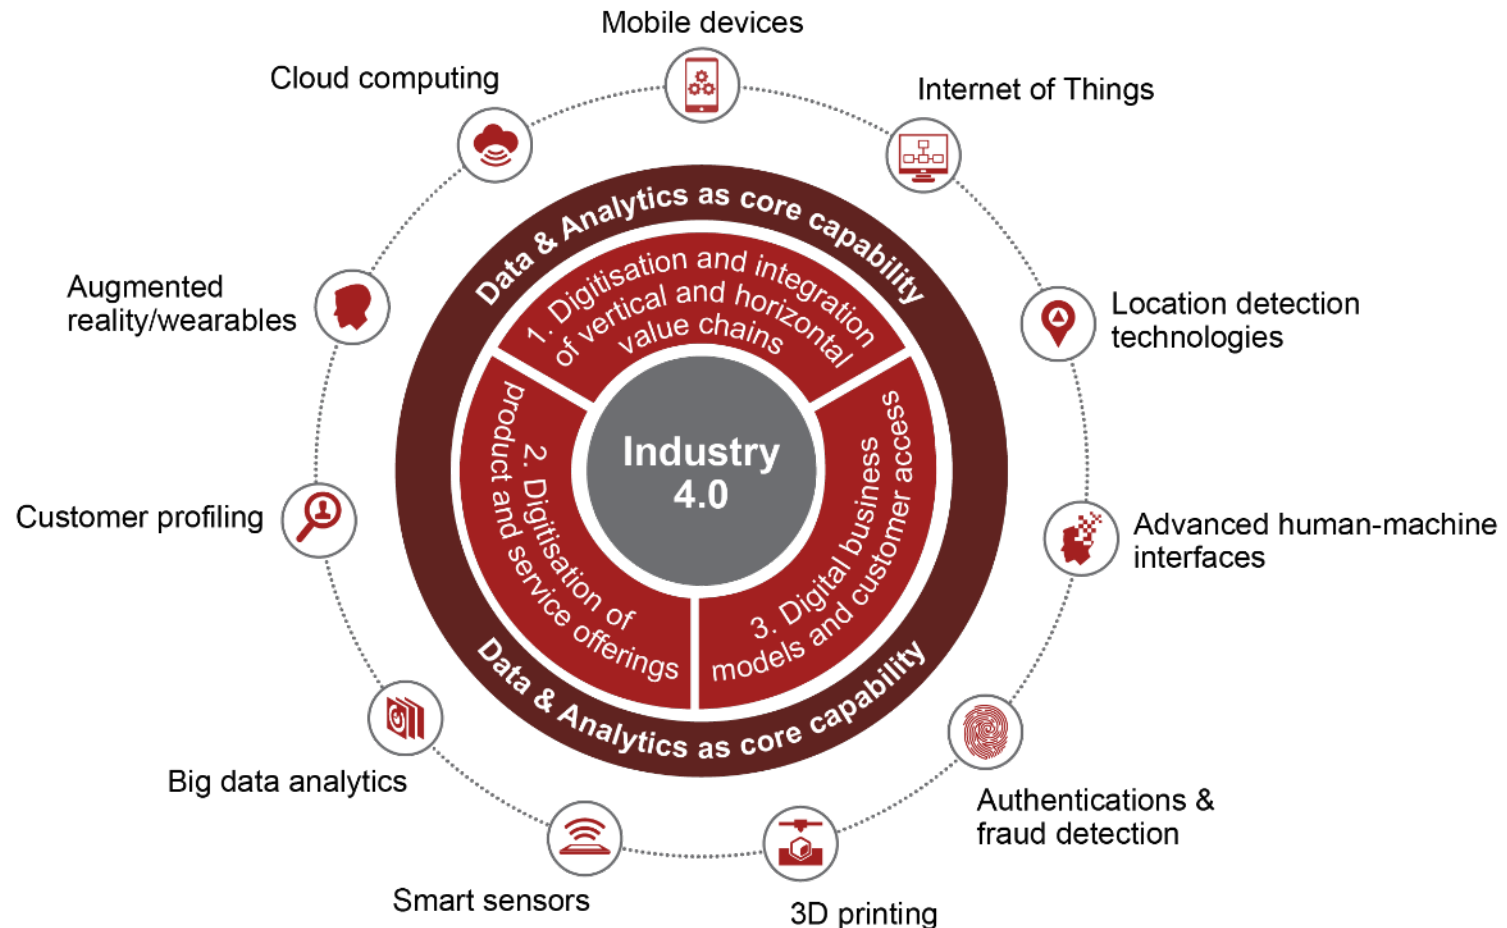 Mobile devices
Cloud computing
Internet of Things
Data & Analytics as core capability
1. Digitisation and integration
of vertical and horizontal
value chains
Augmented
reality/wearables
Location detection
technologies
Industry
4.0
2. Digitisation of
product and service offerings
3. Digital business
models and customer access
Customer profiling
Advanced human-machine
interfaces
Data & Analytics as core capability
Big data analytics
Authentications &
fraud detection
Smart sensors
3D printing